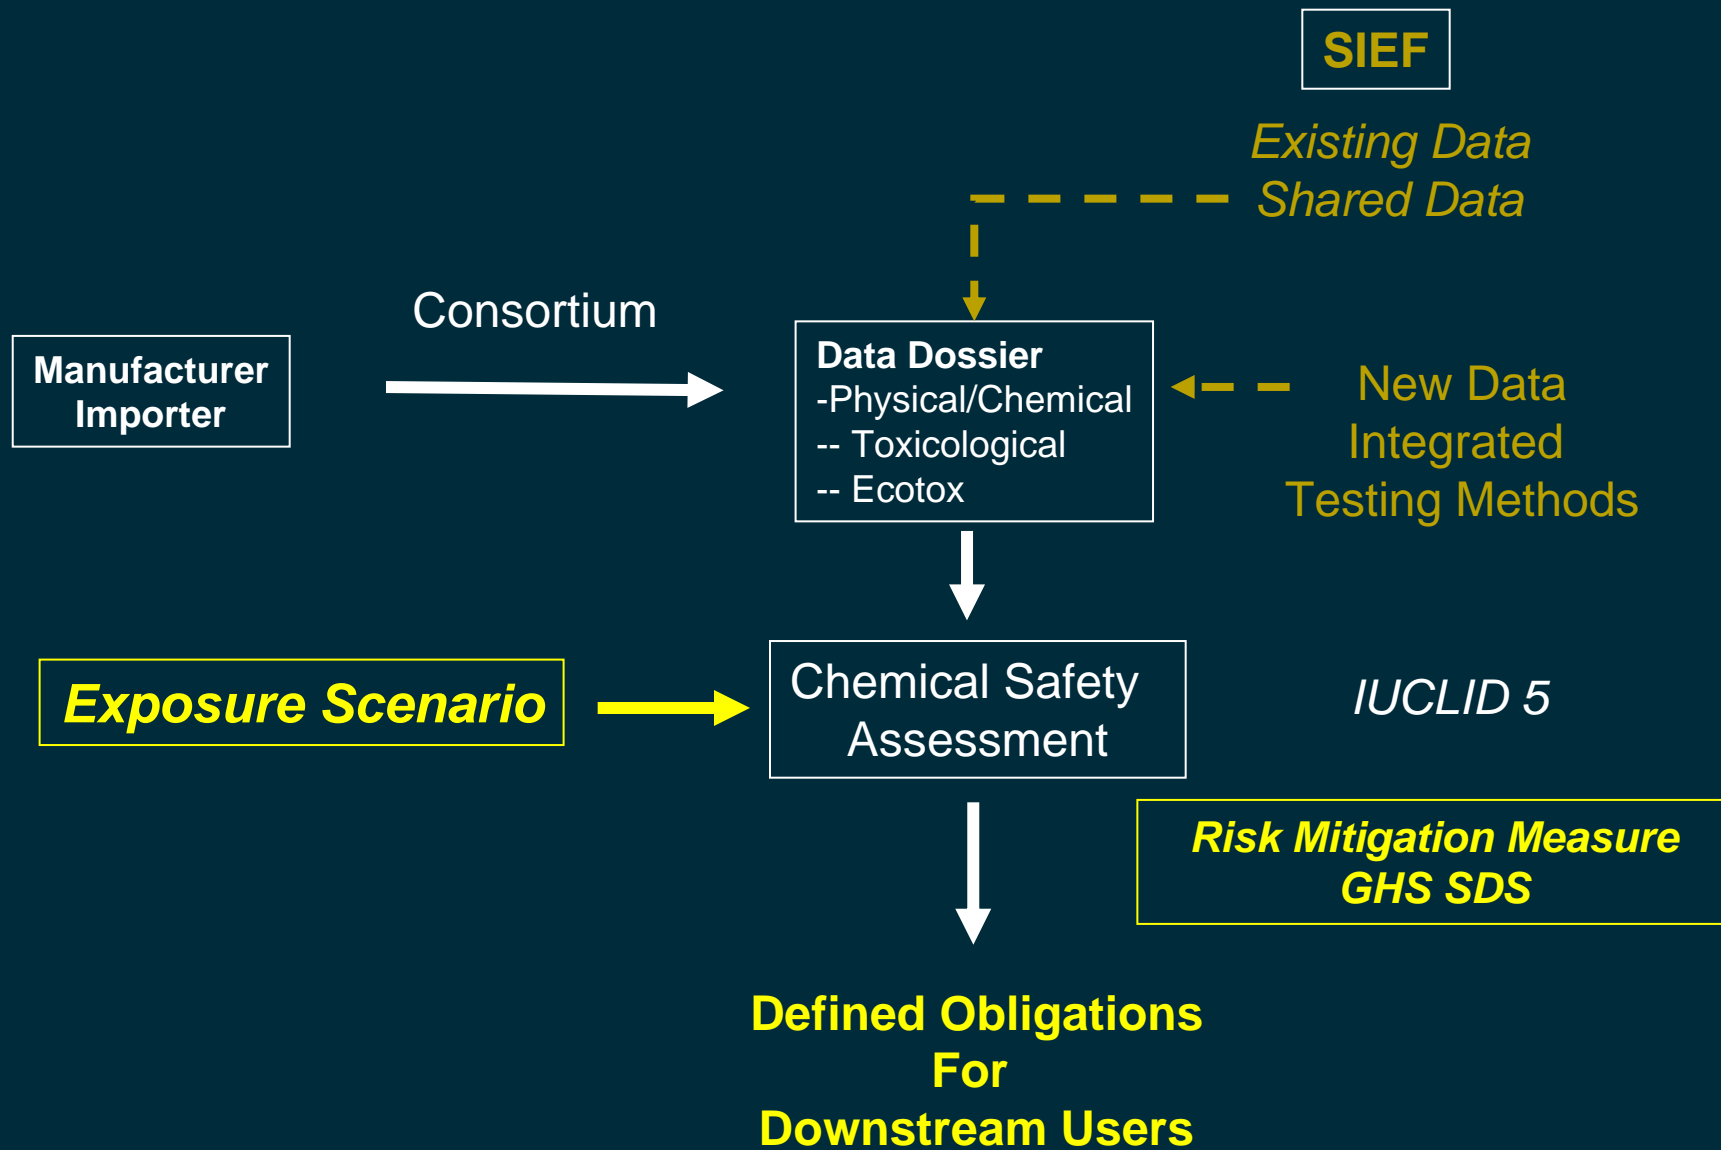 SIEF
Existing Data
Shared Data
Consortium
Manufacturer
Importer
Data Dossier
-Physical/Chemical
-- Toxicological
-- Ecotox
New Data
Integrated
Testing Methods
Exposure Scenario
Chemical Safety
Assessment
IUCLID 5
Risk Mitigation Measure
GHS SDS
Defined Obligations
For
Downstream Users